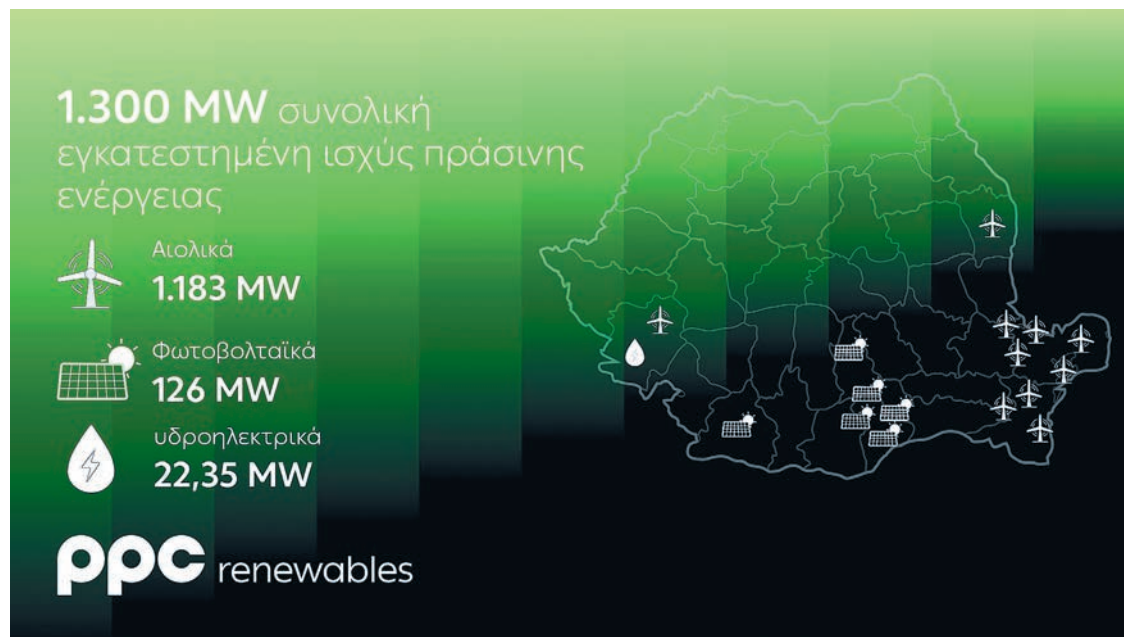 1.300 MW συνολική
εγκατεστημένη ισχύς πράσινης
ενέργειας
Αιολικά
1.183 MW
Φωτοβολταϊκά
126 MW
υδροηλεκτρικά
22,35 MW
ppc renewables